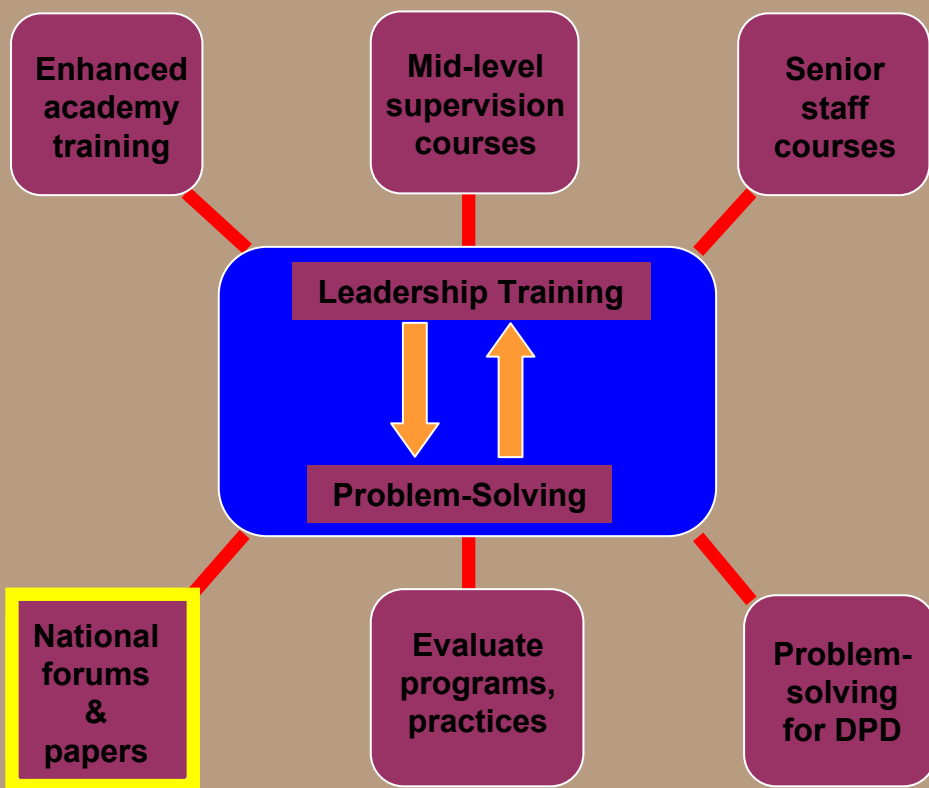 Enhanced
academy
training
Mid-level
supervision
courses
Senior
staff
courses
Leadership Training
Problem-Solving
National
forums
&
papers
Evaluate
programs,
practices
Problem-
solving
for DPD